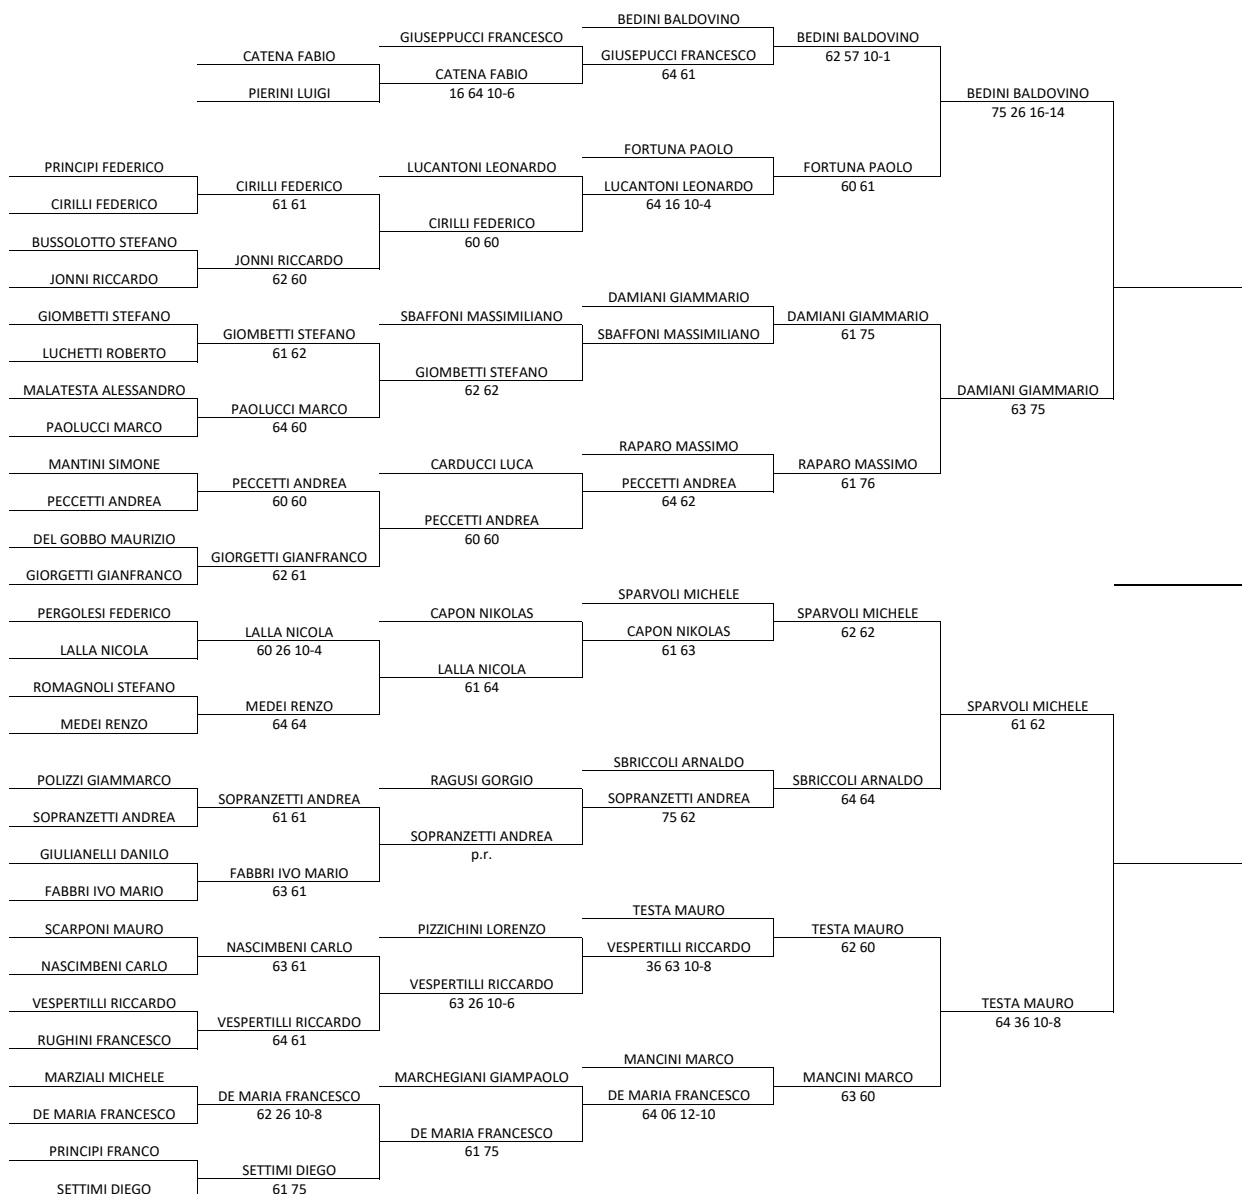 BEDINI BALDOVINO
GIUSEPPUCCI FRANCESCO
BEDINI BALDOVINO
CATENA FABIO
GIUSEPUCCI FRANCESCO
62 57 10-1
CATENA FABIO
64 61
PIERINI LUIGI
16 64 10-6
BEDINI BALDOVINO
75 26 16-14
FORTUNA PAOLO
PRINCIPI FEDERICO
LUCANTONI LEONARDO
FORTUNA PAOLO
CIRILLI FEDERICO
LUCANTONI LEONARDO
60 61
CIRILLI FEDERICO
61 61
64 16 10-4
CIRILLI FEDERICO
BUSSOLOTTO STEFANO
60 60
JONNI RICCARDO
JONNI RICCARDO
62 60
DAMIANI GIAMMARIO
GIOMBETTI STEFANO
SBAFFONI MASSIMILIANO
DAMIANI GIAMMARIO
GIOMBETTI STEFANO
SBAFFONI MASSIMILIANO
61 75
LUCHETTI ROBERTO
61 62
GIOMBETTI STEFANO
MALATESTA ALESSANDRO
62 62
DAMIANI GIAMMARIO
PAOLUCCI MARCO
63 75
PAOLUCCI MARCO
64 60
RAPARO MASSIMO
MANTINI SIMONE
CARDUCCI LUCA
RAPARO MASSIMO
PECCETTI ANDREA
PECCETTI ANDREA
61 76
PECCETTI ANDREA
60 60
64 62
PECCETTI ANDREA
DEL GOBBO MAURIZIO
60 60
GIORGETTI GIANFRANCO
GIORGETTI GIANFRANCO
62 61
SPARVOLI MICHELE
PERGOLESI FEDERICO
CAPON NIKOLAS
SPARVOLI MICHELE
LALLA NICOLA
CAPON NIKOLAS
62 62
LALLA NICOLA
60 26 10-4
61 63
LALLA NICOLA
ROMAGNOLI STEFANO
61 64
MEDEI RENZO
SPARVOLI MICHELE
MEDEI RENZO
64 64
61 62
SBRICCOLI ARNALDO
POLIZZI GIAMMARCO
RAGUSI GORGIO
SBRICCOLI ARNALDO
SOPRANZETTI ANDREA
SOPRANZETTI ANDREA
64 64
SOPRANZETTI ANDREA
61 61
75 62
SOPRANZETTI ANDREA
GIULIANELLI DANILO
p.r.
FABBRI IVO MARIO
FABBRI IVO MARIO
63 61
TESTA MAURO
SCARPONI MAURO
PIZZICHINI LORENZO
TESTA MAURO
NASCIMBENI CARLO
VESPERTILLI RICCARDO
62 60
NASCIMBENI CARLO
63 61
36 63 10-8
VESPERTILLI RICCARDO
VESPERTILLI RICCARDO
63 26 10-6
TESTA MAURO
VESPERTILLI RICCARDO
64 36 10-8
RUGHINI FRANCESCO
64 61
MANCINI MARCO
MARZIALI MICHELE
MARCHEGIANI GIAMPAOLO
MANCINI MARCO
DE MARIA FRANCESCO
DE MARIA FRANCESCO
63 60
DE MARIA FRANCESCO
62 26 10-8
64 06 12-10
DE MARIA FRANCESCO
PRINCIPI FRANCO
61 75
SETTIMI DIEGO
SETTIMI DIEGO
61 75